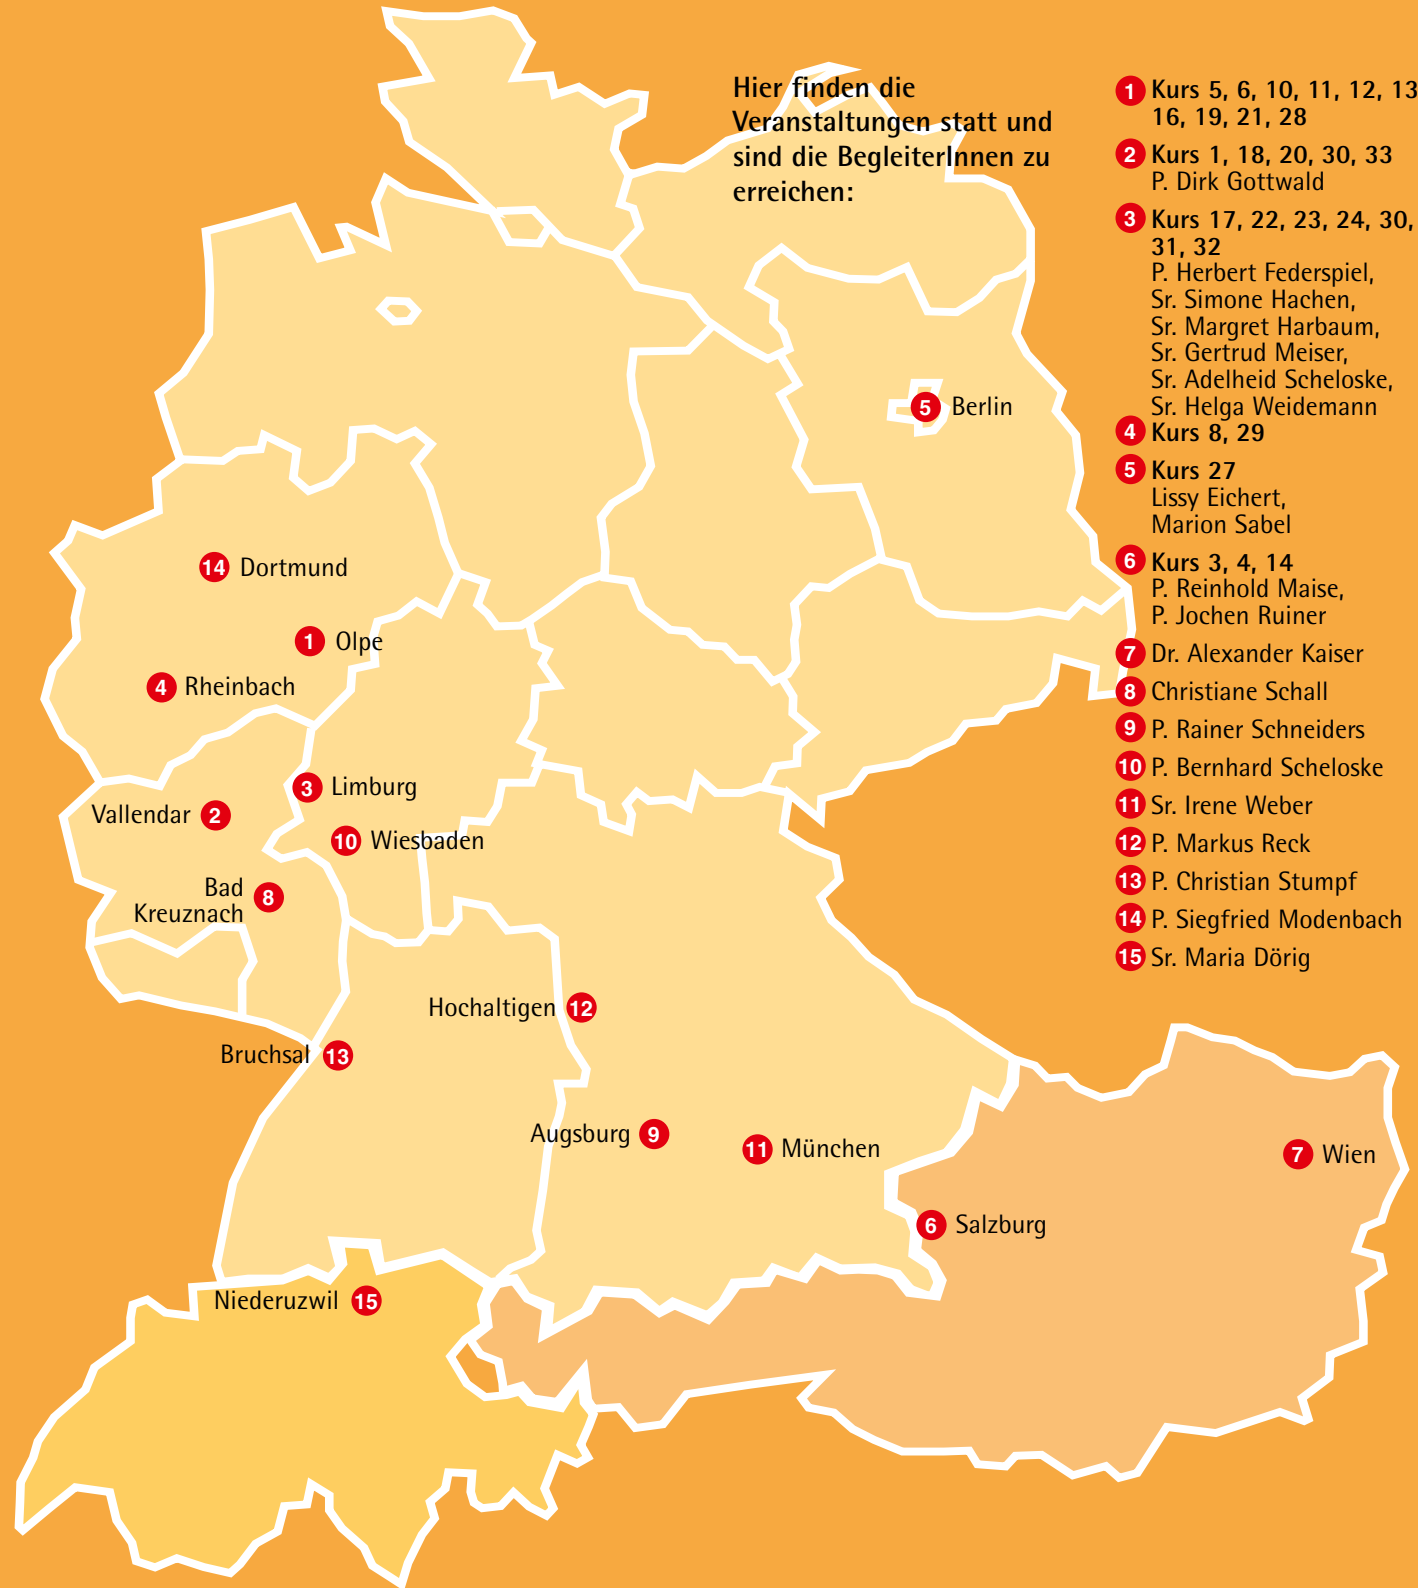 Hier finden die
Veranstaltungen statt und
sind die BegleiterInnen zu
erreichen:
1 Kurs 5, 6, 10, 11, 12, 13
16, 19, 21, 28
2 Kurs 1, 18, 20, 30, 33
P. Dirk Gottwald
3 Kurs 17, 22, 23, 24, 30,
31, 32
P. Herbert Federspiel,
Sr. Simone Hachen,
Sr. Margret Harbaum,
Sr. Gertrud Meiser,
Sr. Adelheid Scheloske,
Sr. Helga Weidemann
4 Kurs 8, 29
5 Kurs 27
Lissy Eichert,
Marion Sabel
6 Kurs 3, 4, 14
P. Reinhold Maise,
P. Jochen Ruiner
7 Dr. Alexander Kaiser
8 Christiane Schall
9 P. Rainer Schneiders
10 P. Bernhard Scheloske
11 Sr. Irene Weber
12 P. Markus Reck
13 P. Christian Stumpf
14 P. Siegfried Modenbach
15 Sr. Maria Dörig
5 Berlin
14 Dortmund
1 Olpe
4 Rheinbach
3 Limburg
Vallendar 2
10 Wiesbaden
Bad
Kreuznach 8
Hochaltigen 12
Bruchsal 13
Augsburg 9
11 München
7 Wien
6 Salzburg
Niederuzwil 15